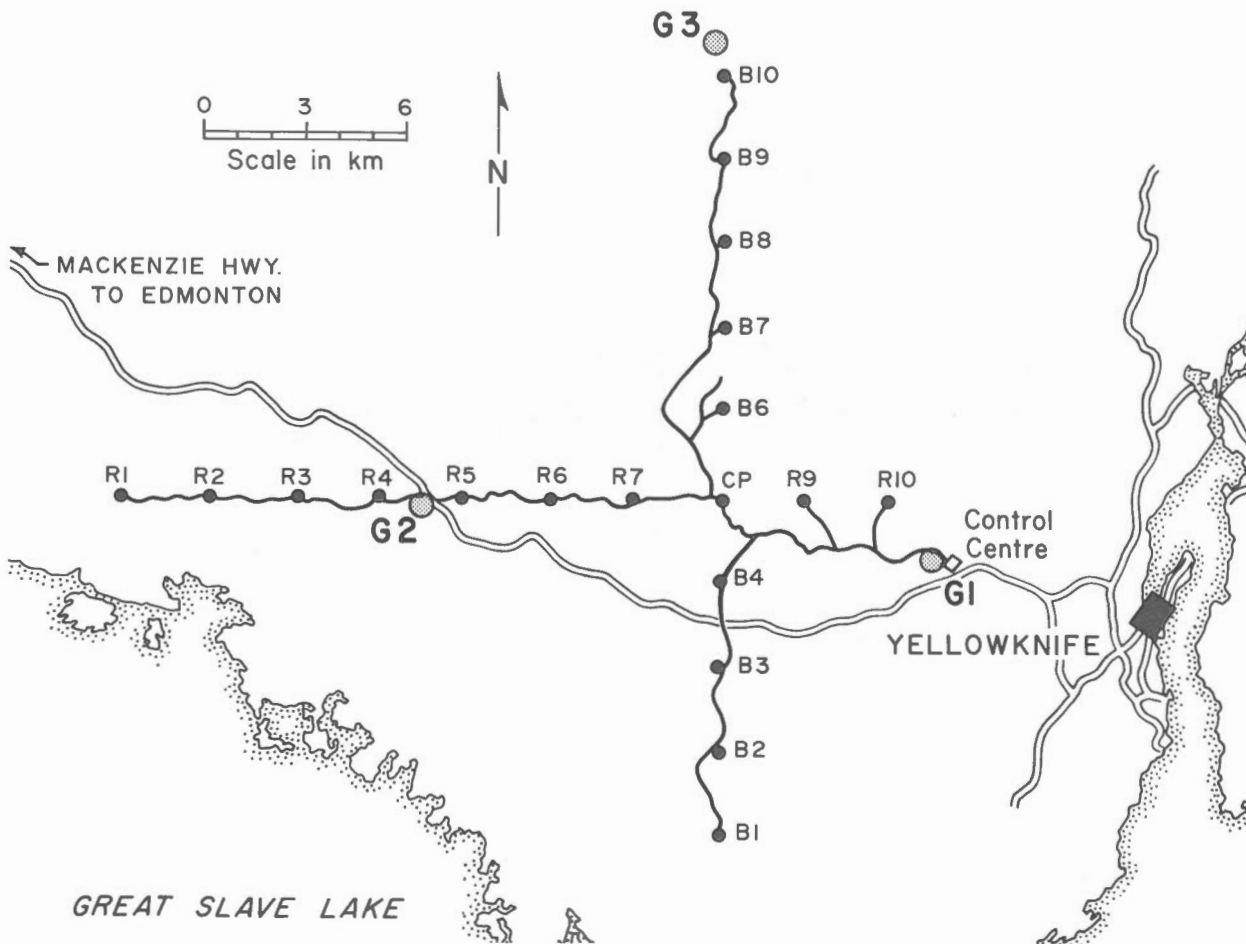 G3
B10
0 3 6
Scale in km
N
B9
B8
MACKENZIE HWY.
TO EDMONTON
B7
B6
R1 R2 R3 R4 R5 R6 R7 CP R9 R10
G2
Control
Centre
B4
G1
YELLOWKNIFE
B3
B2
B1
GREAT SLAVE LAKE